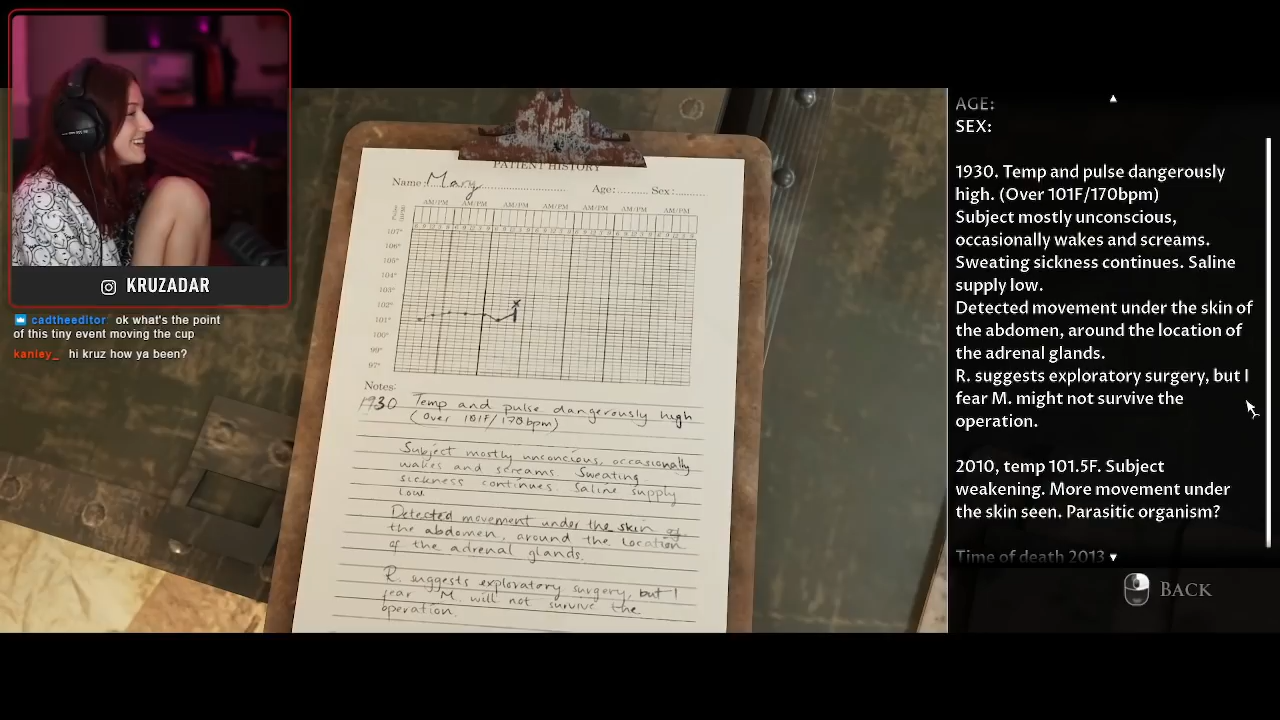 KRUZADAR
cadtheeditor ok what's the point
of this tiny event moving the cup
kanley_ hi kruz how ya been?
PATIENT HISTORY
Name: Mary Age: Sex:
AM/PM AM/PM AM/PM AM/PM AM/PM AM/PM AM/PM
107°
106°
105°
104°
103°
102°
101°
100°
99°
97°
Notes:
1930 Temp and pulse dangerously high
(Over 101F/170bpm)
Subject mostly unconcious, occasionally
wakes and screams. Sweating
sickness continues. Saline supply
low.
Detected movement under the skin of
the abdomen, around the location
of the adrenal glands.
R. suggests exploratory surgery, but I
fear M. will not survive the
operation.
AGE:
SEX:
1930. Temp and pulse dangerously
high. (Over 101F/170bpm)
Subject mostly unconscious,
occasionally wakes and screams.
Sweating sickness continues. Saline
supply low.
Detected movement under the skin of
the abdomen, around the location of
the adrenal glands.
R. suggests exploratory surgery, but I
fear M. might not survive the
operation.
2010, temp 101.5F. Subject
weakening. More movement under
the skin seen. Parasitic organism?
Time of death 2013
BACK